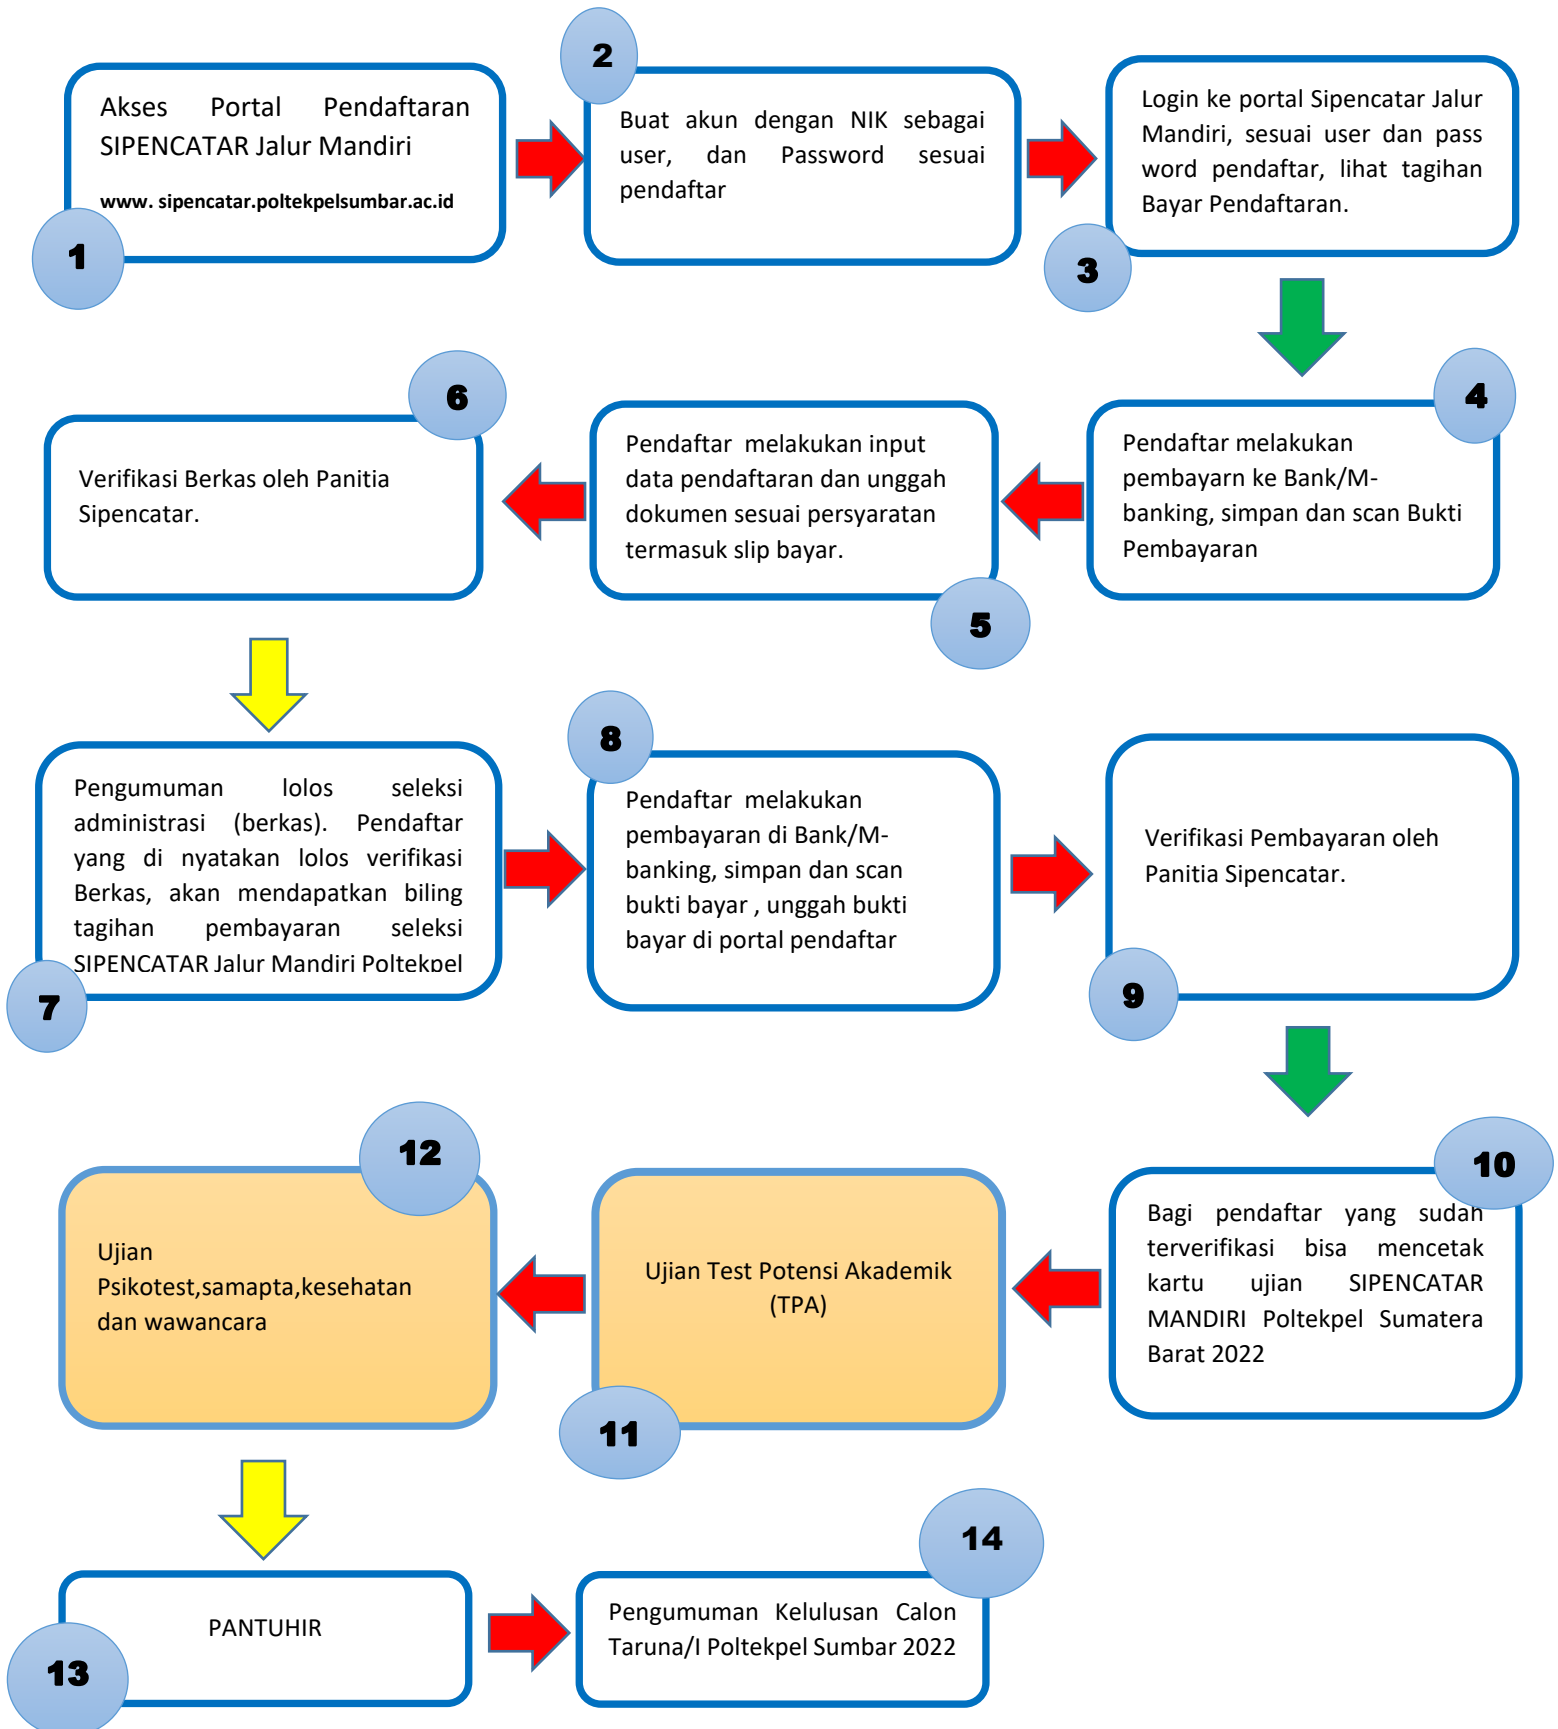 1
Akses Portal Pendaftaran
SIPENCATAR Jalur Mandiri
www. sipencatar.poltekpelsumbar.ac.id
2
Buat akun dengan NIK sebagai
user, dan Password sesuai
pendaftar
3
Login ke portal Sipencatar Jalur
Mandiri, sesuai user dan pass
word pendaftar, lihat tagihan
Bayar Pendaftaran.
4
Pendaftar melakukan
pembayarn ke Bank/M-
banking, simpan dan scan Bukti
Pembayaran
5
Pendaftar melakukan input
data pendaftaran dan unggah
dokumen sesuai persyaratan
termasuk slip bayar.
6
Verifikasi Berkas oleh Panitia
Sipencatar.
7
Pengumuman lolos seleksi
administrasi (berkas). Pendaftar
yang di nyatakan lolos verifikasi
Berkas, akan mendapatkan biling
tagihan pembayaran seleksi
SIPENCATAR Jalur Mandiri Poltekpel
8
Pendaftar melakukan
pembayaran di Bank/M-
banking, simpan dan scan
bukti bayar , unggah bukti
bayar di portal pendaftar
9
Verifikasi Pembayaran oleh
Panitia Sipencatar.
10
Bagi pendaftar yang sudah
terverifikasi bisa mencetak
kartu ujian SIPENCATAR
MANDIRI Poltekpel Sumatera
Barat 2022
11
Ujian Test Potensi Akademik
(TPA)
12
Ujian
Psikotest,samapta,kesehatan
dan wawancara
13
PANTUHIR
14
Pengumuman Kelulusan Calon
Taruna/I Poltekpel Sumbar 2022